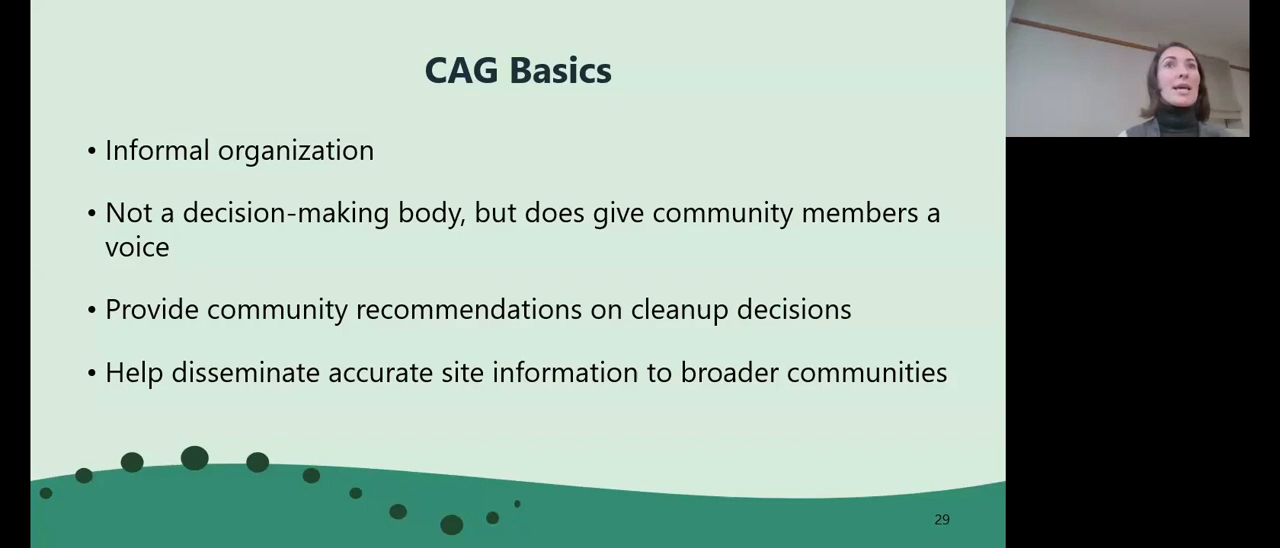 CAG Basics
• Informal organization
• Not a decision-making body, but does give community members a
voice
• Provide community recommendations on cleanup decisions
• Help disseminate accurate site information to broader communities
29